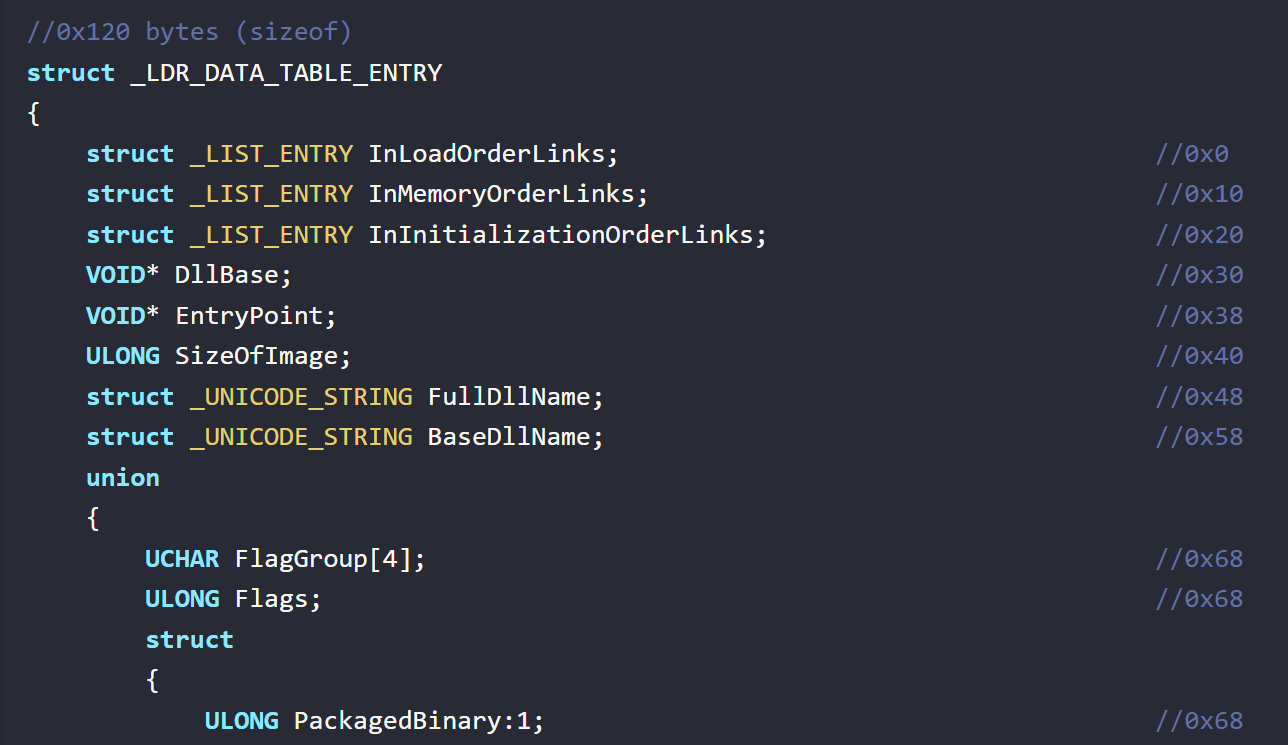 //0x120 bytes (sizeof)
struct _LDR_DATA_TABLE_ENTRY
{
    struct _LIST_ENTRY InLoadOrderLinks; //0x0
    struct _LIST_ENTRY InMemoryOrderLinks; //0x10
    struct _LIST_ENTRY InInitializationOrderLinks; //0x20
    VOID* DllBase; //0x30
    VOID* EntryPoint; //0x38
    ULONG SizeOfImage; //0x40
    struct _UNICODE_STRING FullDllName; //0x48
    struct _UNICODE_STRING BaseDllName; //0x58
    union
    {
        UCHAR FlagGroup[4]; //0x68
        ULONG Flags; //0x68
        struct
        {
            ULONG PackagedBinary:1; //0x68